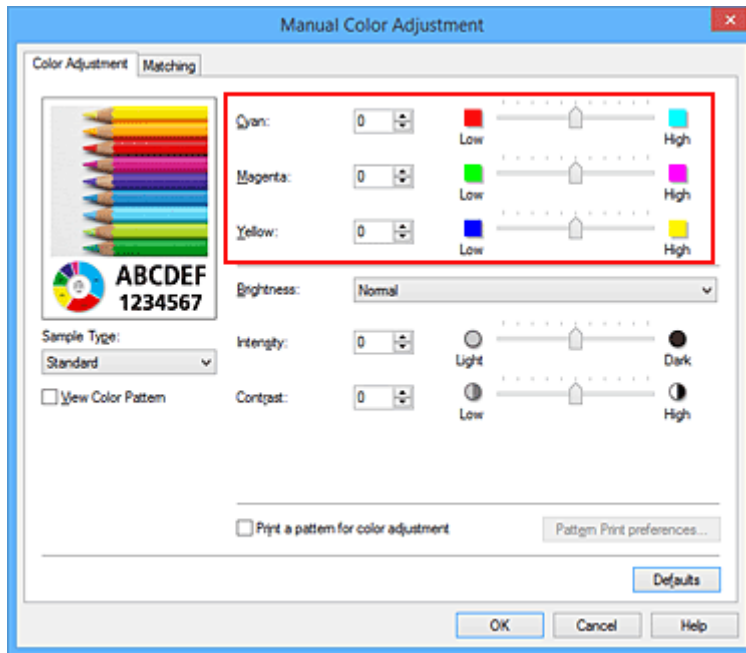 Manual Color Adjustment
Color Adjustment
Matching
Cyan:
0
Low
High
Magenta:
0
Low
High
Yellow:
0
Low
High
ABCDEF
1234567
Brightness:
Normal
Sample Type:
Standard
Intensity:
0
Light
Dark
View Color Pattern
Contrast:
0
Low
High
Print a pattern for color adjustment
Pattern Print preferences...
Defaults
OK
Cancel
Help